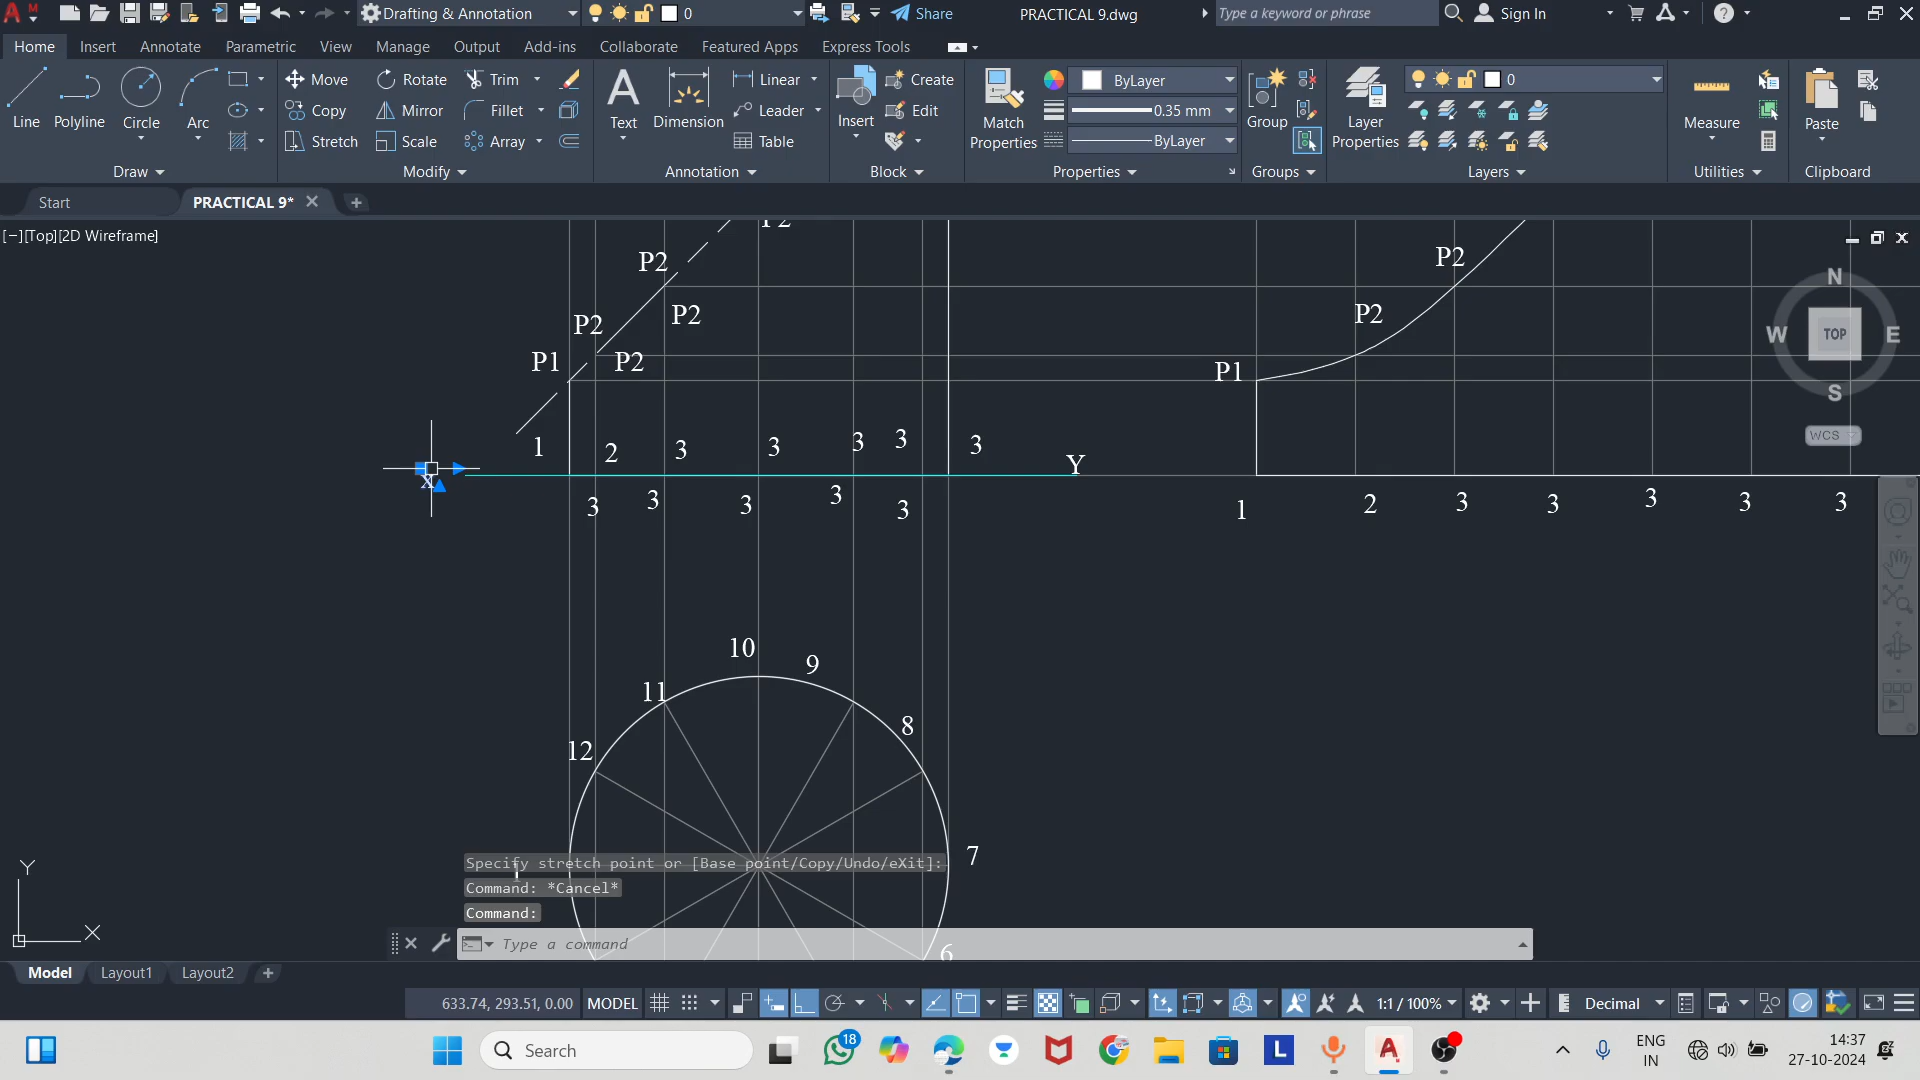 Drafting & Annotation
0
Share
PRACTICAL 9.dwg
Type a keyword or phrase
Sign In
Home
Insert
Annotate
Parametric
View
Manage
Output
Add-ins
Collaborate
Featured Apps
Express Tools
Line
Polyline
Circle
Arc
Move
Copy
Stretch
Rotate
Mirror
Scale
Trim
Fillet
Array
Text
Dimension
Linear
Leader
Table
Insert
Create
Edit
Match
Properties
ByLayer
0.35 mm
ByLayer
Group
Layer
Properties
0
Measure
Paste
Draw
Modify
Annotation
Block
Properties
Groups
Layers
Utilities
Clipboard
Start
PRACTICAL 9*
[−][Top][2D Wireframe]
P2
P2
P2
P2
P1
P2
P2
P2
P1
N
W
TOP
E
S
WCS
1
2
3
3
3
3
3
Y
X
3
3
3
3
3
1
2
3
3
3
3
3
10
9
11
8
12
7
6
Specify stretch point or [Base point/Copy/Undo/eXit]:
Command: *Cancel*
Command:
Type a command
Y
X
Model
Layout1
Layout2
633.74, 293.51, 0.00
MODEL
1:1 / 100%
Decimal
Search
18
L
ENG
IN
14:37
27-10-2024